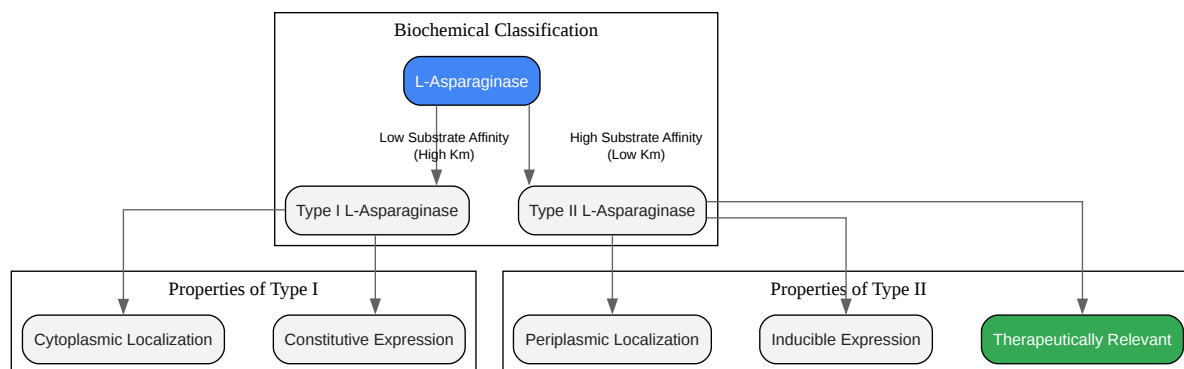 Biochemical Classification
L-Asparaginase
Low Substrate Affinity
(High Km)
High Substrate Affinity
(Low Km)
Type I L-Asparaginase
Type II L-Asparaginase
Properties of Type I
Properties of Type II
Cytoplasmic Localization
Constitutive Expression
Periplasmic Localization
Inducible Expression
Therapeutically Relevant